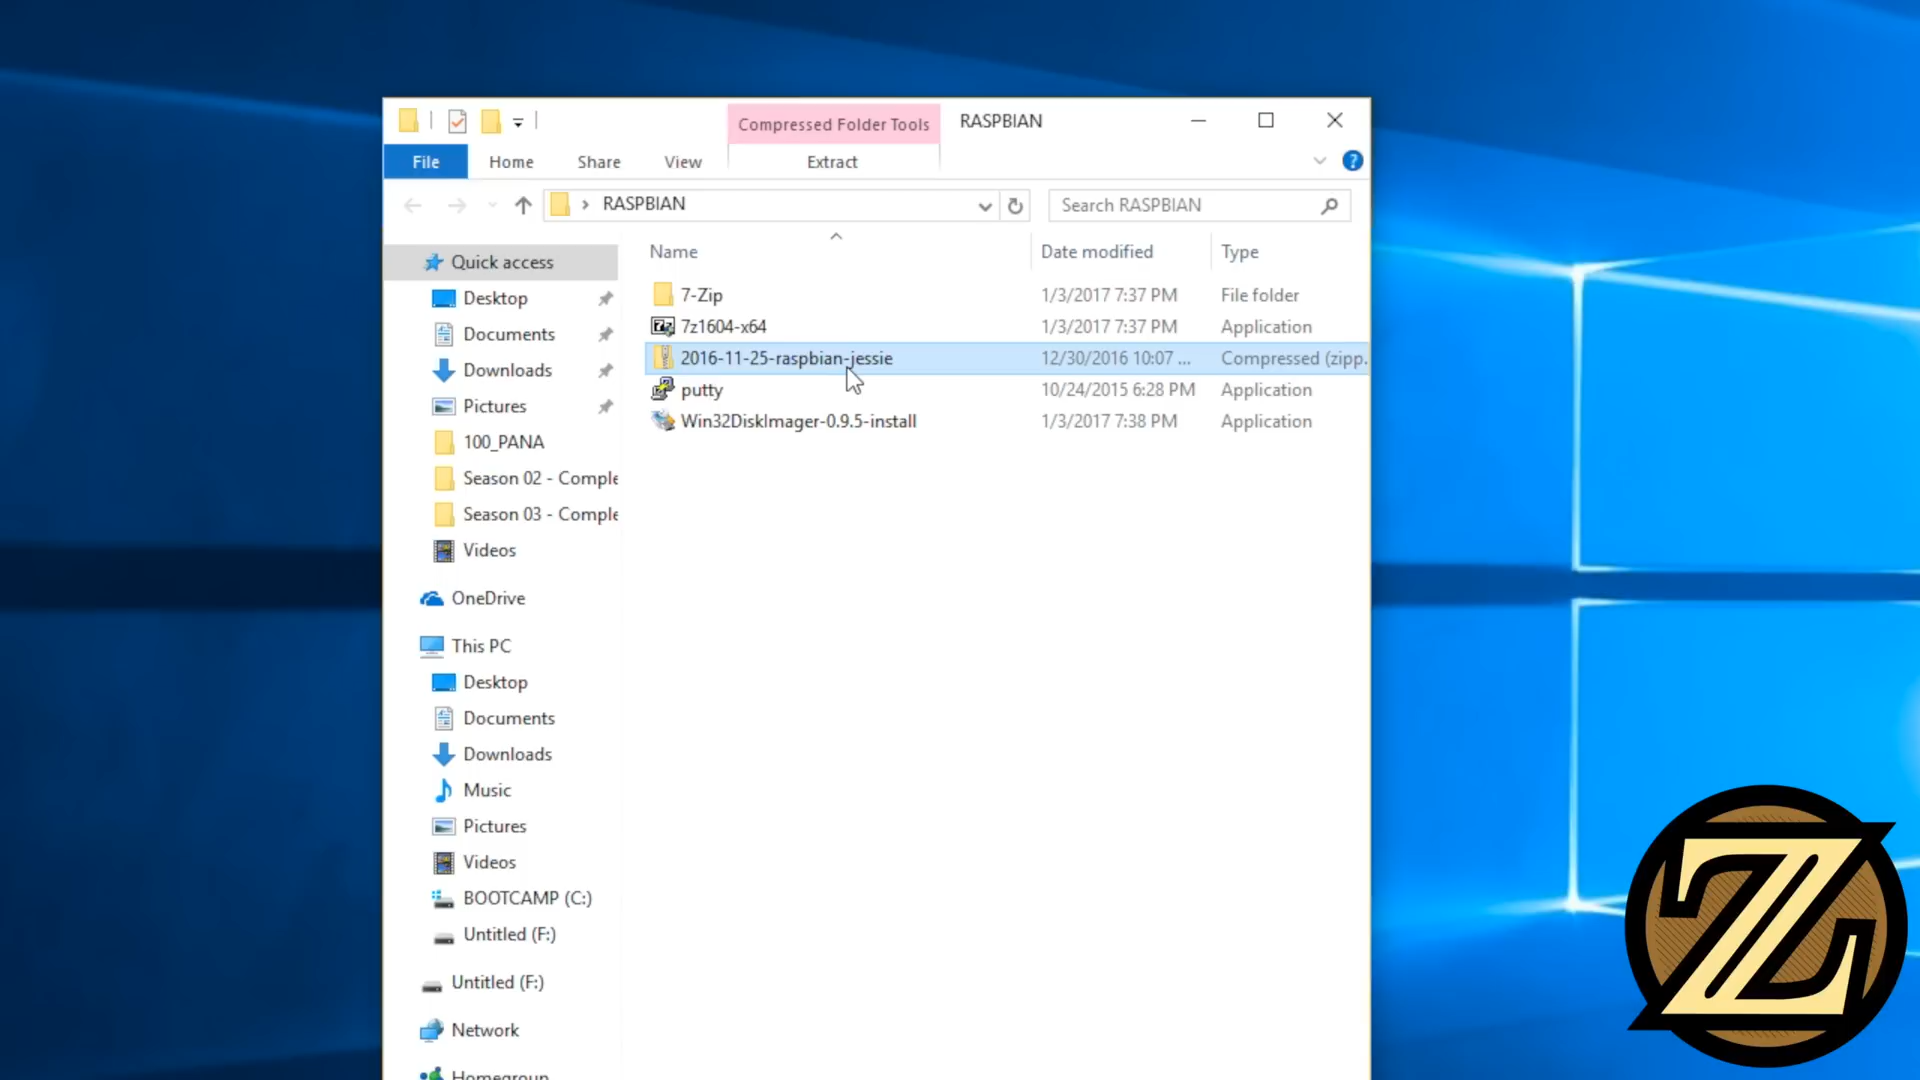 Compressed Folder Tools RASPBIAN
File Home Share View Extract
RASPBIAN Search RASPBIAN
Name Date modified Type
7-Zip 1/3/2017 7:37 PM File folder
7z1604-x64 1/3/2017 7:37 PM Application
2016-11-25-raspbian-jessie 12/30/2016 10:07 ... Compressed (zipp.
putty 10/24/2015 6:28 PM Application
Win32DiskImager-0.9.5-install 1/3/2017 7:38 PM Application
Quick access
Desktop
Documents
Downloads
Pictures
100_PANA
Season 02 - Comple
Season 03 - Comple
Videos
OneDrive
This PC
Desktop
Documents
Downloads
Music
Pictures
Videos
BOOTCAMP (C:)
Untitled (F:)
Untitled (F:)
Network
Homegroup
Z